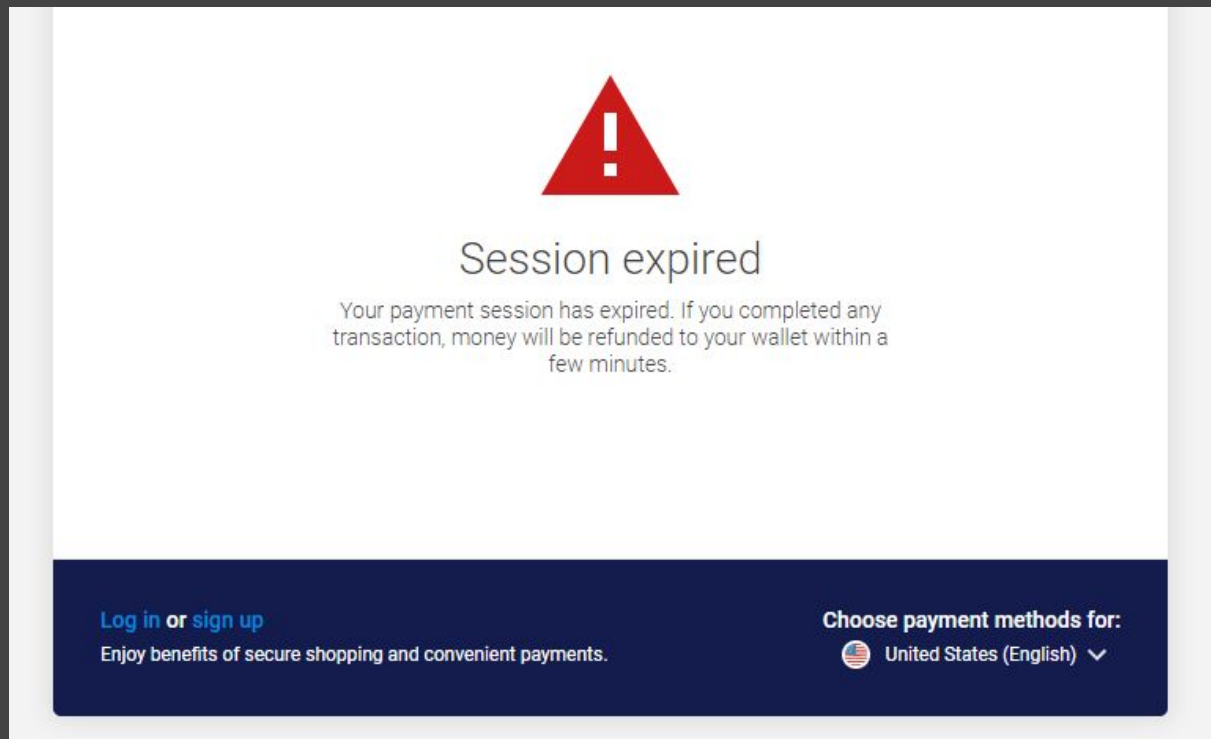 Session expired
Your payment session has expired. If you completed any
transaction, money will be refunded to your wallet within a
few minutes.
Log in or sign up
Enjoy benefits of secure shopping and convenient payments.
Choose payment methods for:
United States (English)